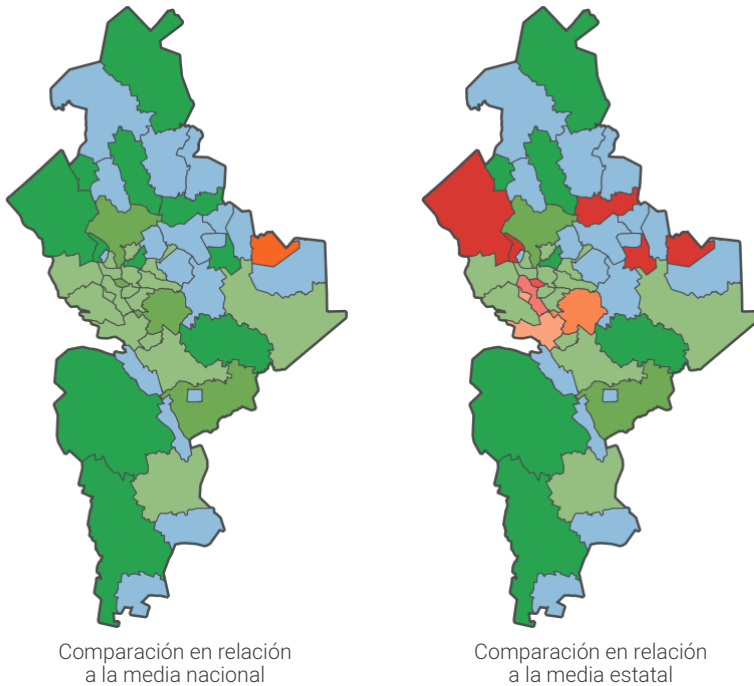 Comparación en relación
a la media nacional
Comparación en relación
a la media estatal